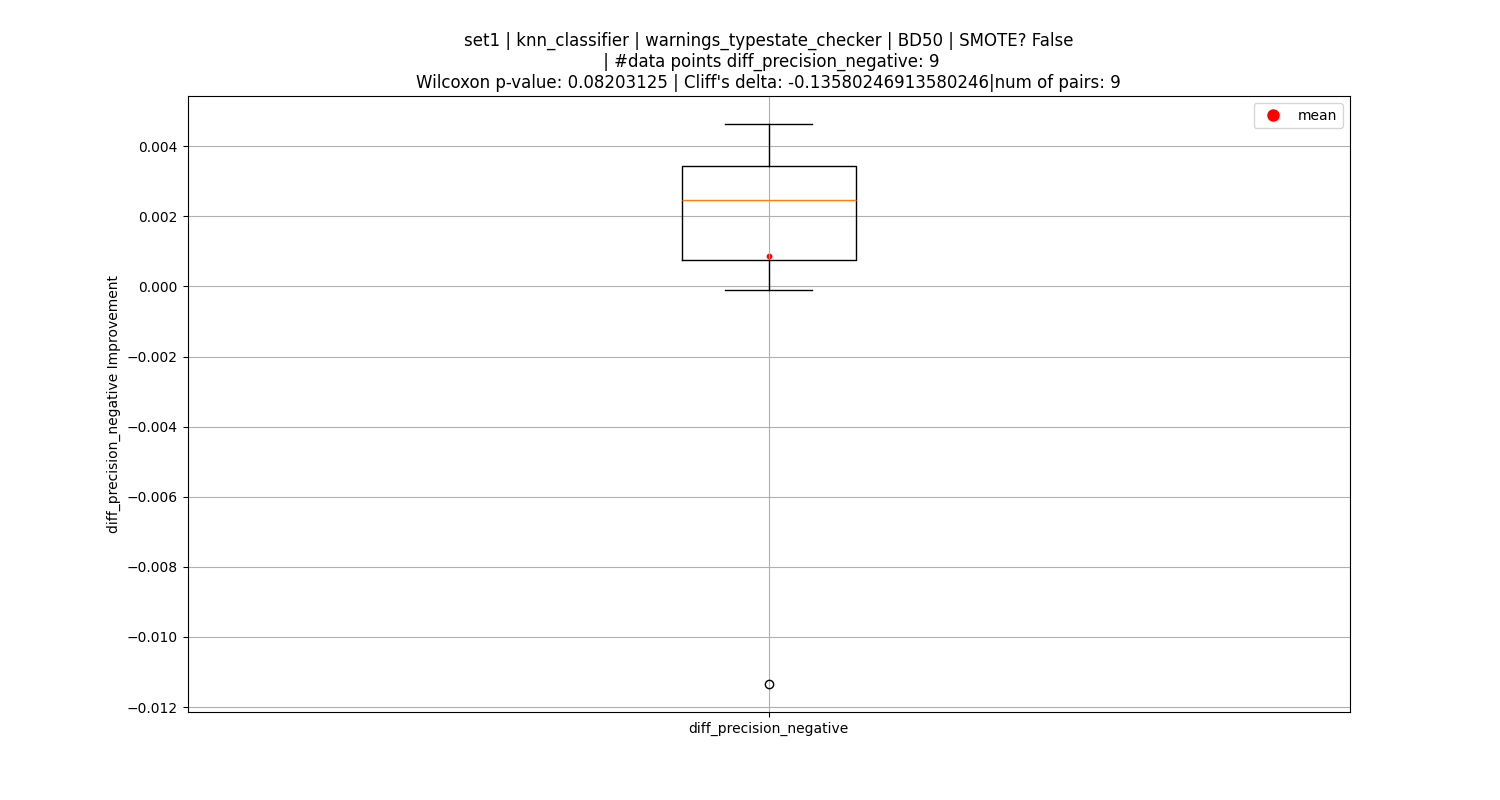 set1 | knn_classifier | warnings_typestate_checker | BD50 | SMOTE? False
| #data points diff_precision_negative: 9
Wilcoxon p-value: 0.08203125 | Cliff's delta: -0.13580246913580246|num of pairs: 9
mean
0.004
0.002
0.000
−0.002
−0.004
−0.006
−0.008
−0.010
−0.012
diff_precision_negative Improvement
diff_precision_negative